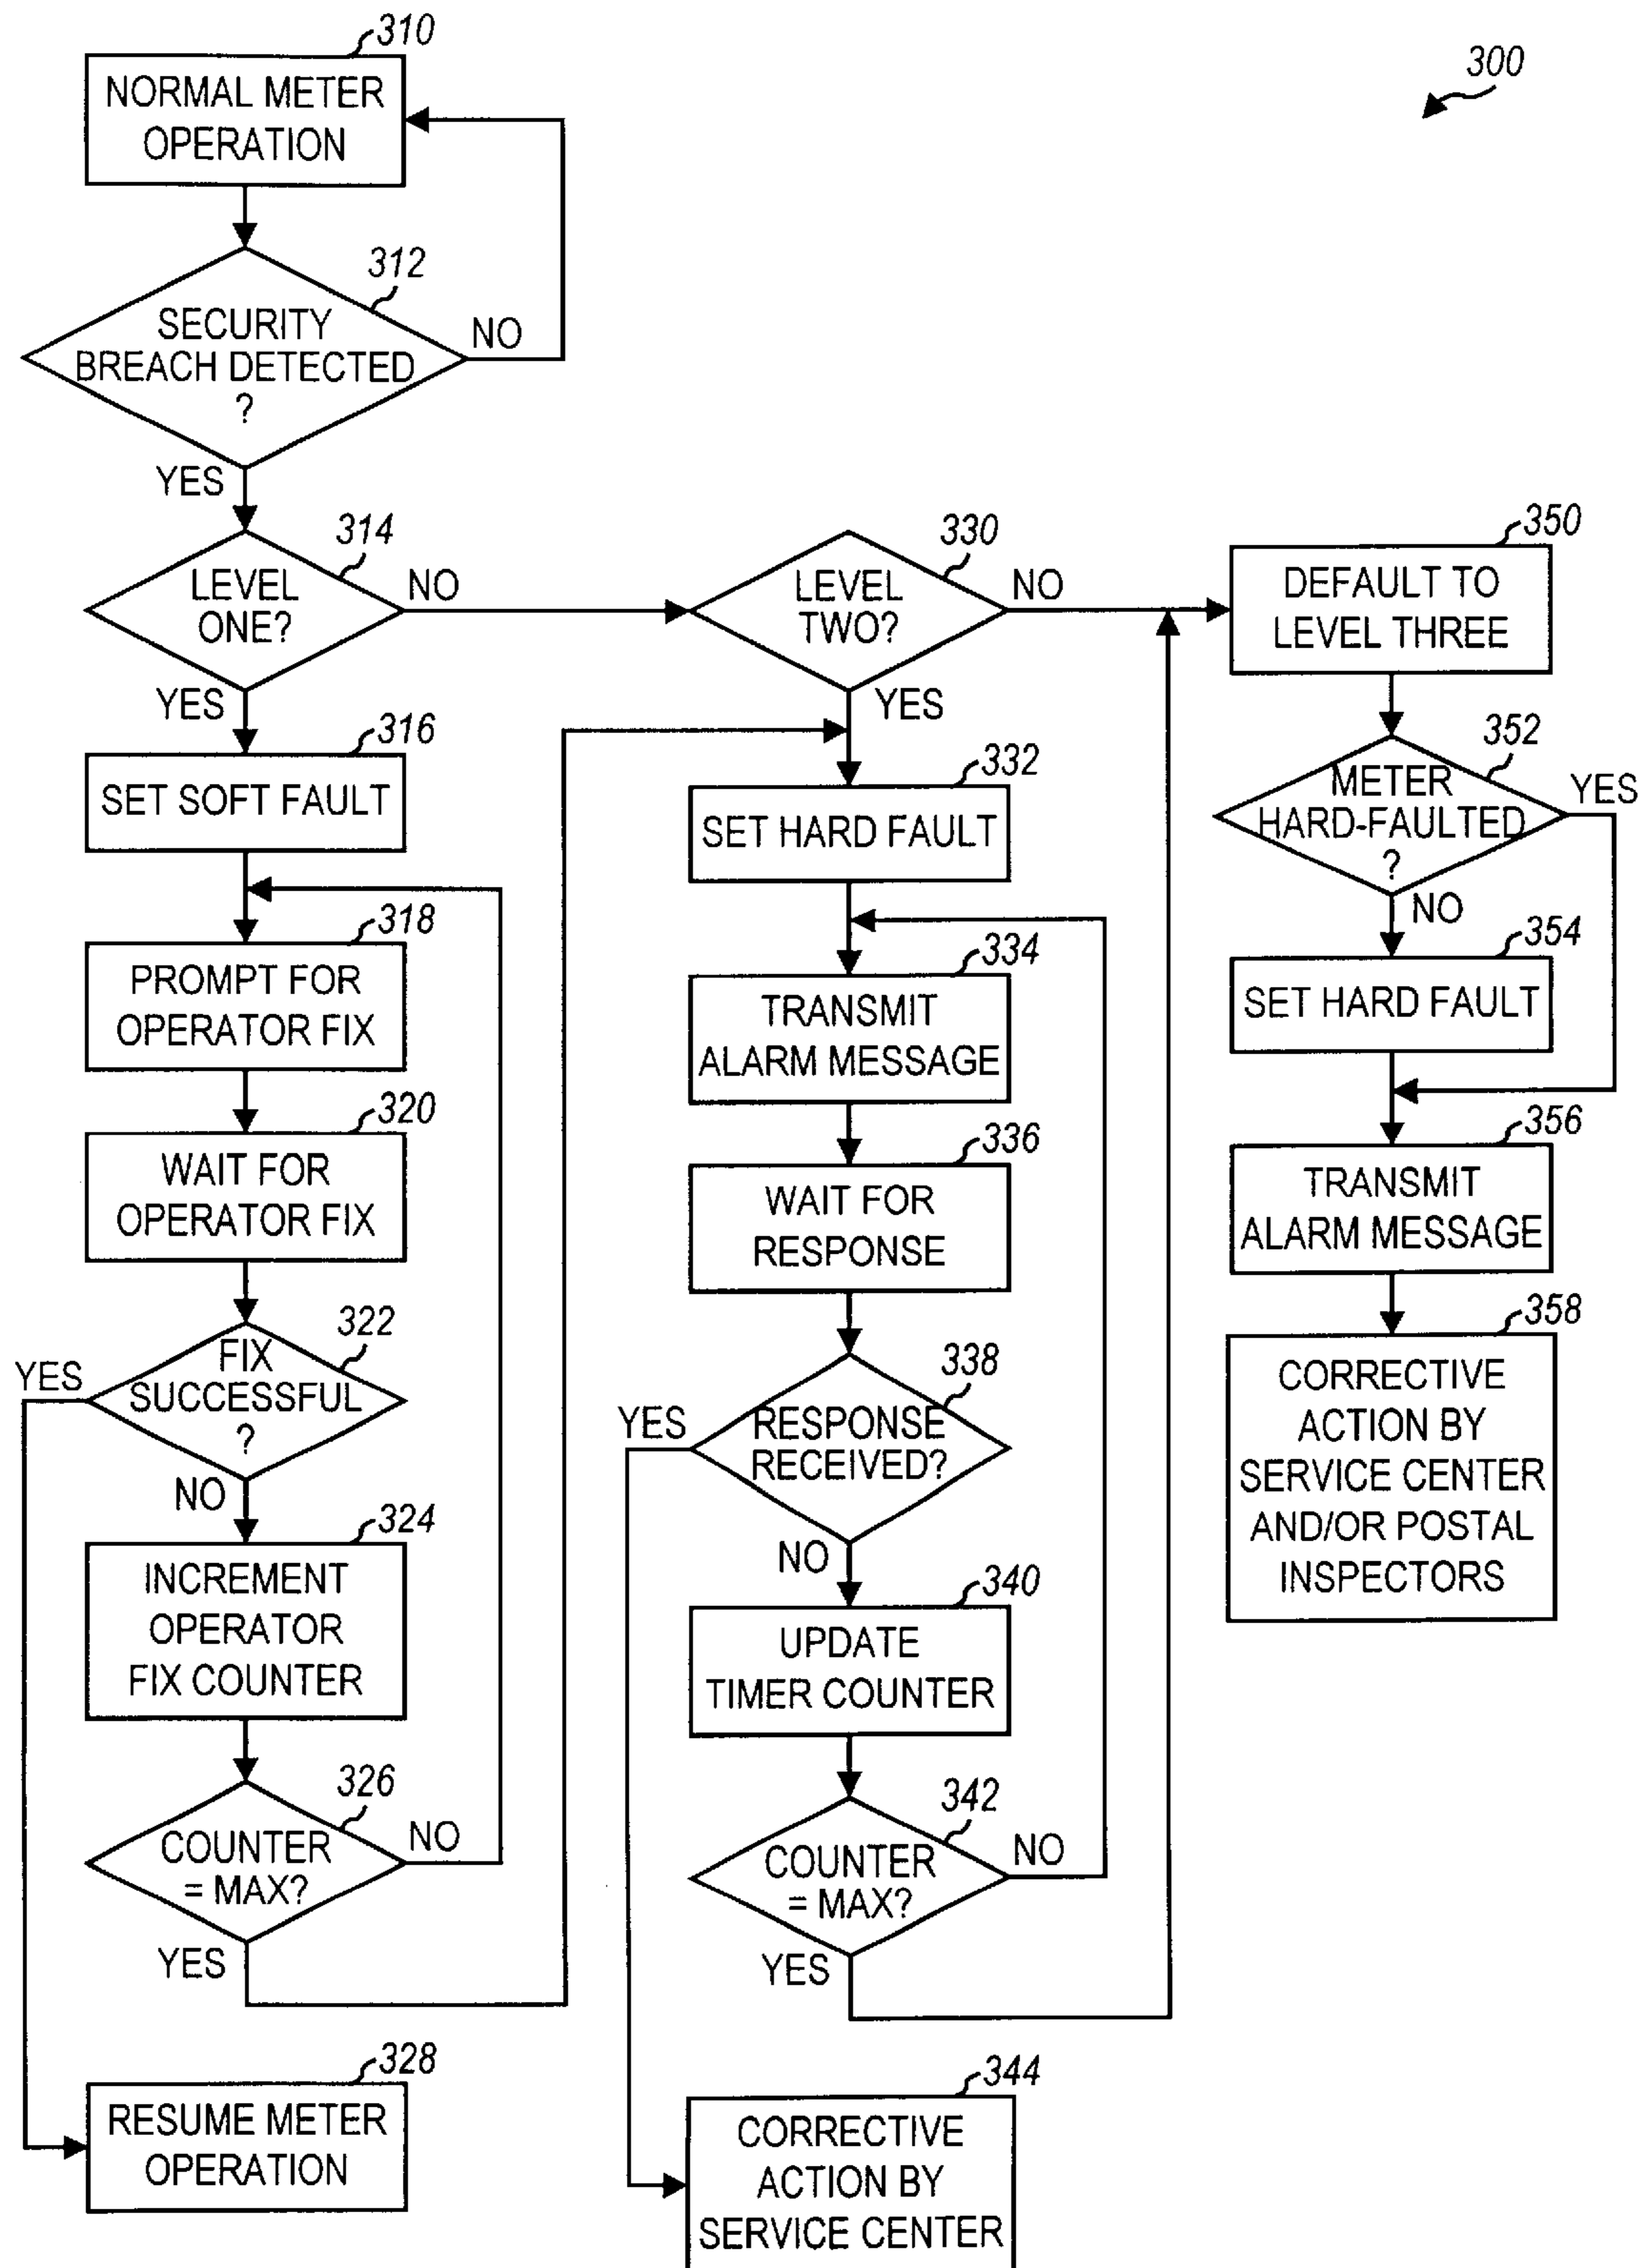 300
310
NORMAL METER
OPERATION
312
SECURITY
BREACH DETECTED
?
NO
YES
314
LEVEL
ONE?
NO
YES
316
SET SOFT FAULT
318
PROMPT FOR
OPERATOR FIX
320
WAIT FOR
OPERATOR FIX
322
FIX
SUCCESSFUL
?
YES
NO
324
INCREMENT
OPERATOR
FIX COUNTER
326
COUNTER
= MAX?
NO
YES
328
RESUME METER
OPERATION
330
LEVEL
TWO?
NO
YES
332
SET HARD FAULT
334
TRANSMIT
ALARM MESSAGE
336
WAIT FOR
RESPONSE
338
RESPONSE
RECEIVED?
YES
NO
340
UPDATE
TIMER COUNTER
342
COUNTER
= MAX?
NO
YES
344
CORRECTIVE
ACTION BY
SERVICE CENTER
350
DEFAULT TO
LEVEL THREE
352
METER
HARD-FAULTED
?
YES
NO
354
SET HARD FAULT
356
TRANSMIT
ALARM MESSAGE
358
CORRECTIVE
ACTION BY
SERVICE CENTER
AND/OR POSTAL
INSPECTORS